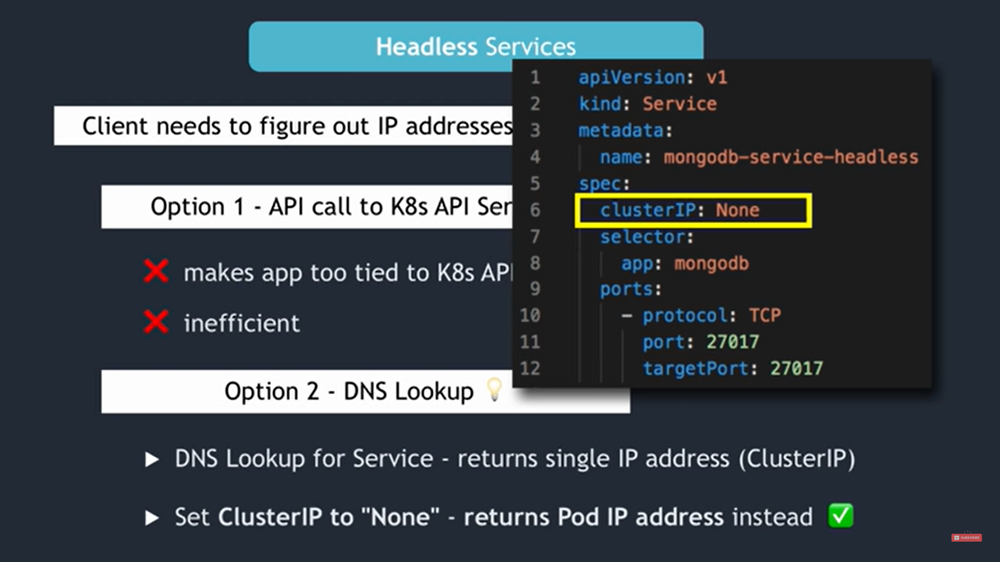 Headless Services
Client needs to figure out IP addresses
Option 1 - API call to K8s API Ser
❌ makes app too tied to K8s API
❌ inefficient
Option 2 - DNS Lookup 💡
▶ DNS Lookup for Service - returns single IP address (ClusterIP)
▶ Set ClusterIP to "None" - returns Pod IP address instead ✅
1 apiVersion: v1
2 kind: Service
3 metadata:
4   name: mongodb-service-headless
5 spec:
6   clusterIP: None
7   selector:
8     app: mongodb
9   ports:
10     - protocol: TCP
11       port: 27017
12       targetPort: 27017
SUBSCRIBE